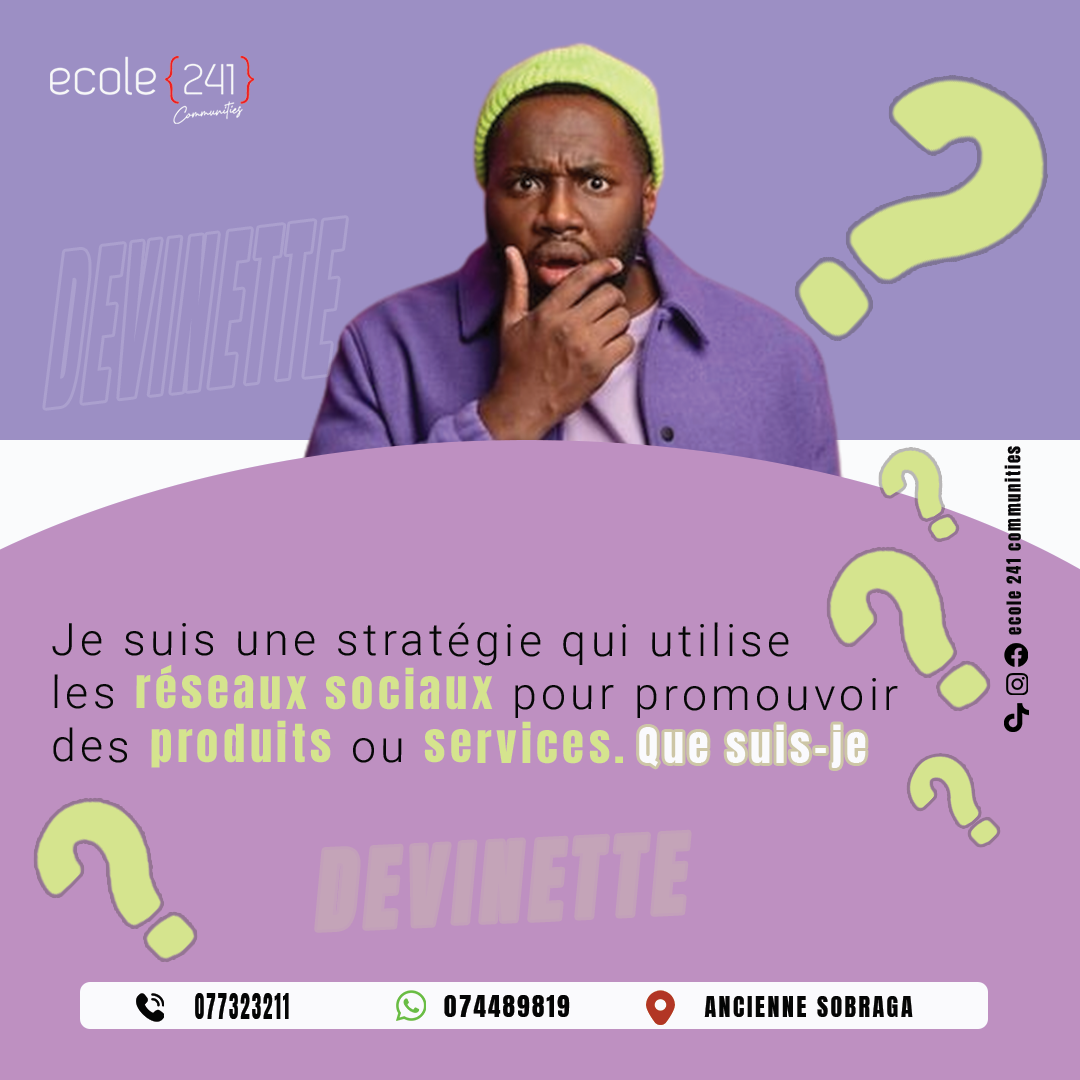 ecole {241}
Communities
DEVINETTE
ecole 241 communities
Je suis une stratégie qui utilise
les réseaux sociaux pour promouvoir
des produits ou services. Que suis-je
DEVINETTE
077323211 074489819 ANCIENNE SOBRAGA